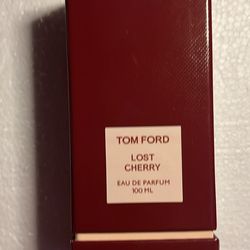 TOM FORD
LOST
CHERRY
EAU DE PARFUM
100 ML